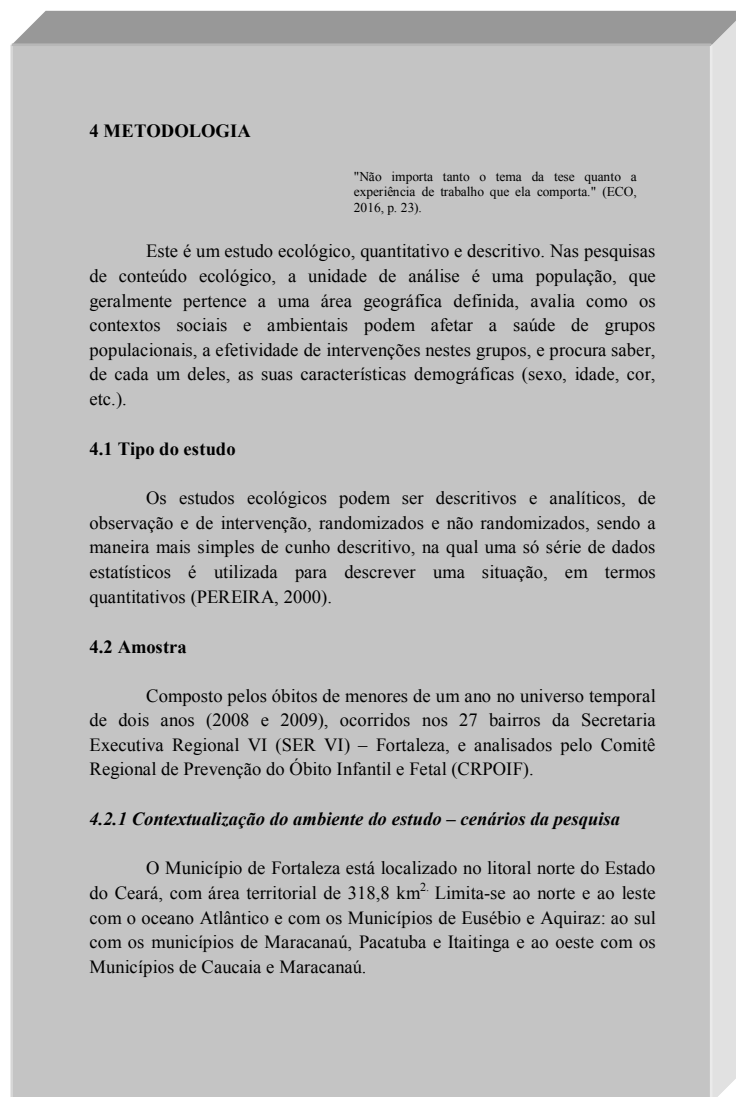 4 METODOLOGIA
"Não importa tanto o tema da tese quanto a
experiência de trabalho que ela comporta." (ECO,
2016, p. 23).
Este é um estudo ecológico, quantitativo e descritivo. Nas pesquisas
de conteúdo ecológico, a unidade de análise é uma população, que
geralmente pertence a uma área geográfica definida, avalia como os
contextos sociais e ambientais podem afetar a saúde de grupos
populacionais, a efetividade de intervenções nestes grupos, e procura saber,
de cada um deles, as suas características demográficas (sexo, idade, cor,
etc.).
4.1 Tipo do estudo
Os estudos ecológicos podem ser descritivos e analíticos, de
observação e de intervenção, randomizados e não randomizados, sendo a
maneira mais simples de cunho descritivo, na qual uma só série de dados
estatísticos é utilizada para descrever uma situação, em termos
quantitativos (PEREIRA, 2000).
4.2 Amostra
Composto pelos óbitos de menores de um ano no universo temporal
de dois anos (2008 e 2009), ocorridos nos 27 bairros da Secretaria
Executiva Regional VI (SER VI) – Fortaleza, e analisados pelo Comitê
Regional de Prevenção do Óbito Infantil e Fetal (CRPOIF).
4.2.1 Contextualização do ambiente do estudo – cenários da pesquisa
O Município de Fortaleza está localizado no litoral norte do Estado
do Ceará, com área territorial de 318,8 km². Limita-se ao norte e ao leste
com o oceano Atlântico e com os Municípios de Eusébio e Aquiraz: ao sul
com os municípios de Maracanaú, Pacatuba e Itaitinga e ao oeste com os
Municípios de Caucaia e Maracanaú.